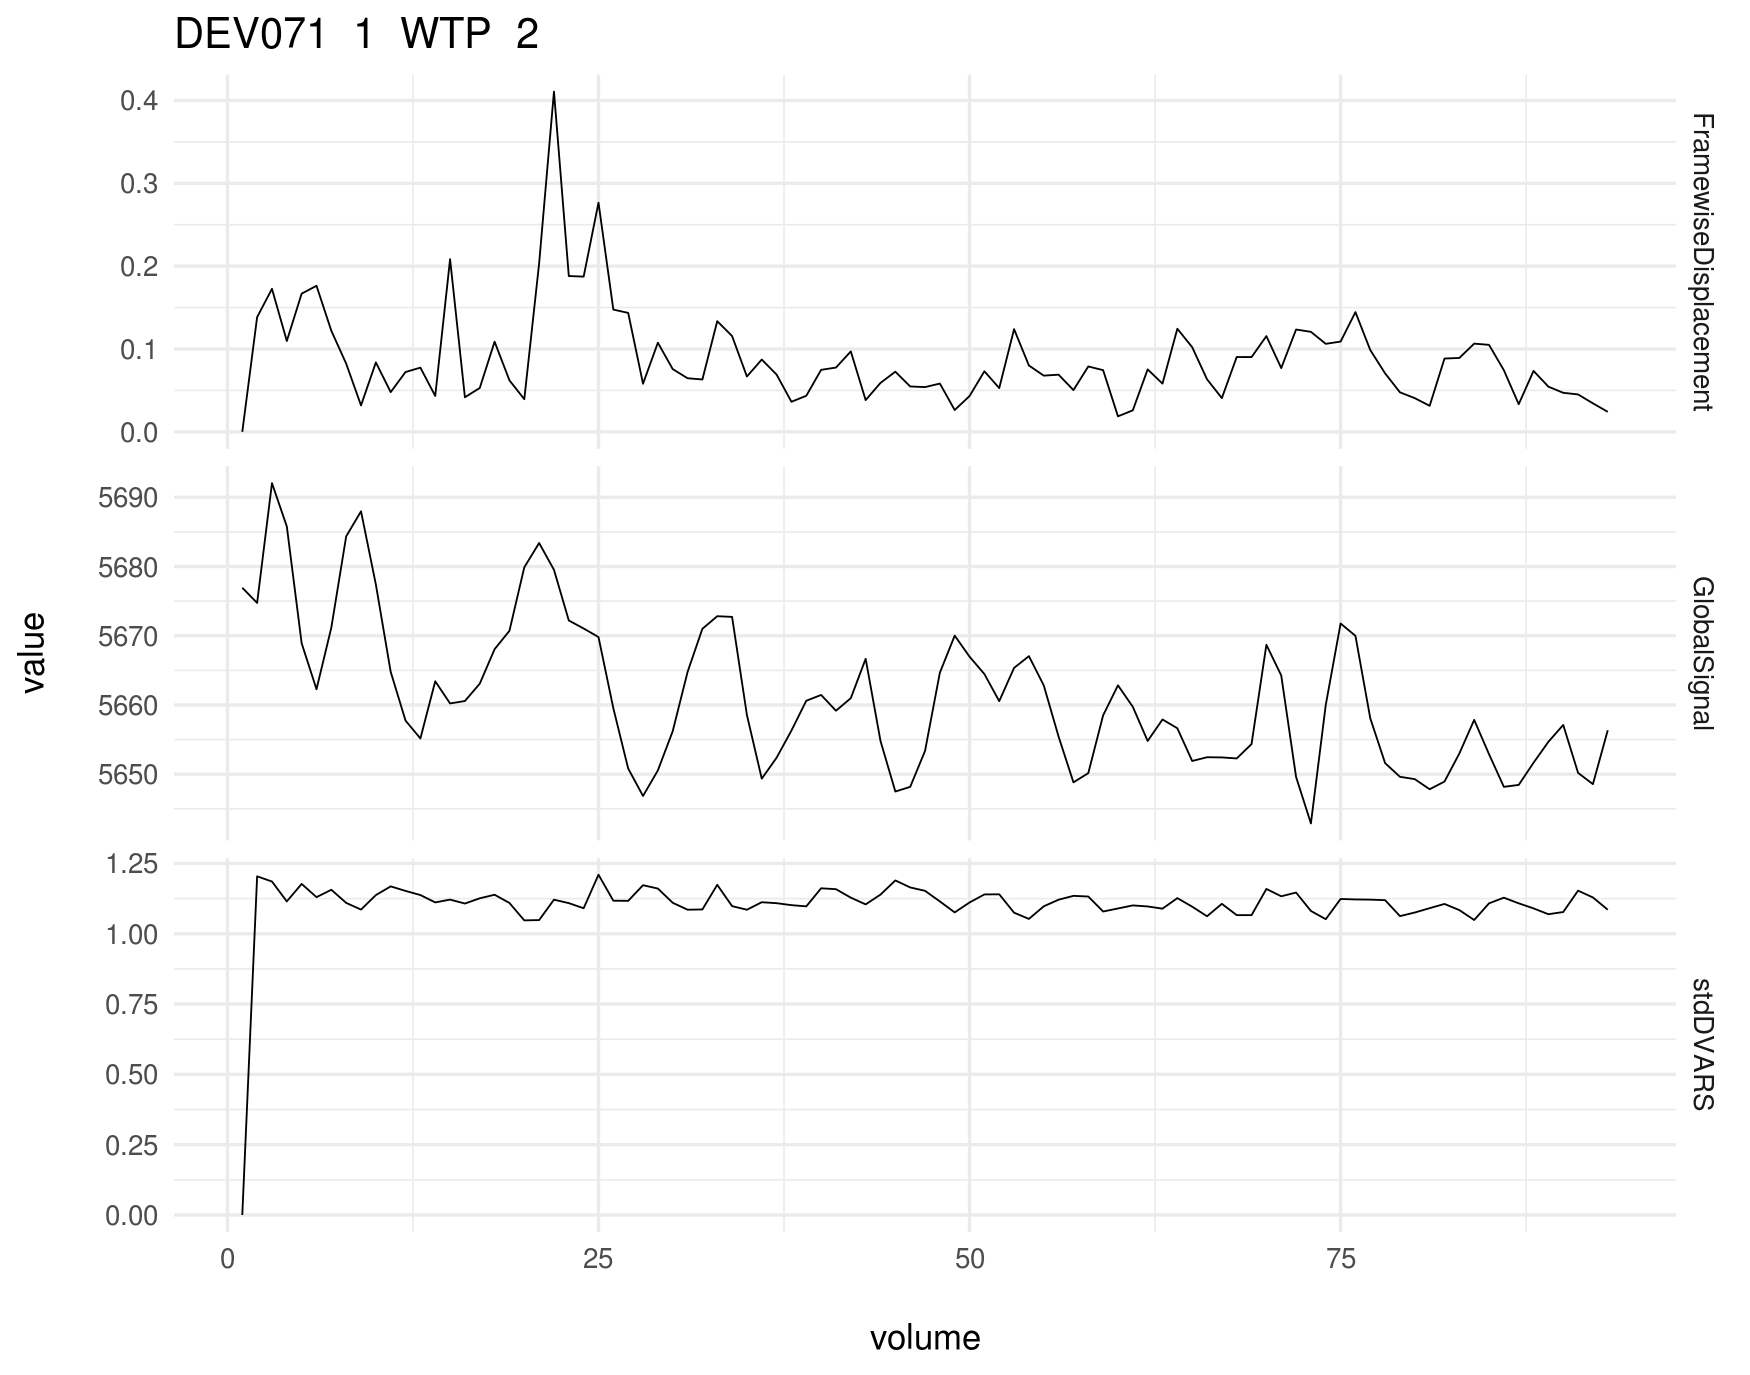 DEV071 1 WTP 2
0.4
0.3
0.2
0.1
0.0
FramewiseDisplacement
5690
5680
5670
5660
5650
GlobalSignal
value
1.25
1.00
0.75
0.50
0.25
0.00
stdDVARS
0 25 50 75
volume